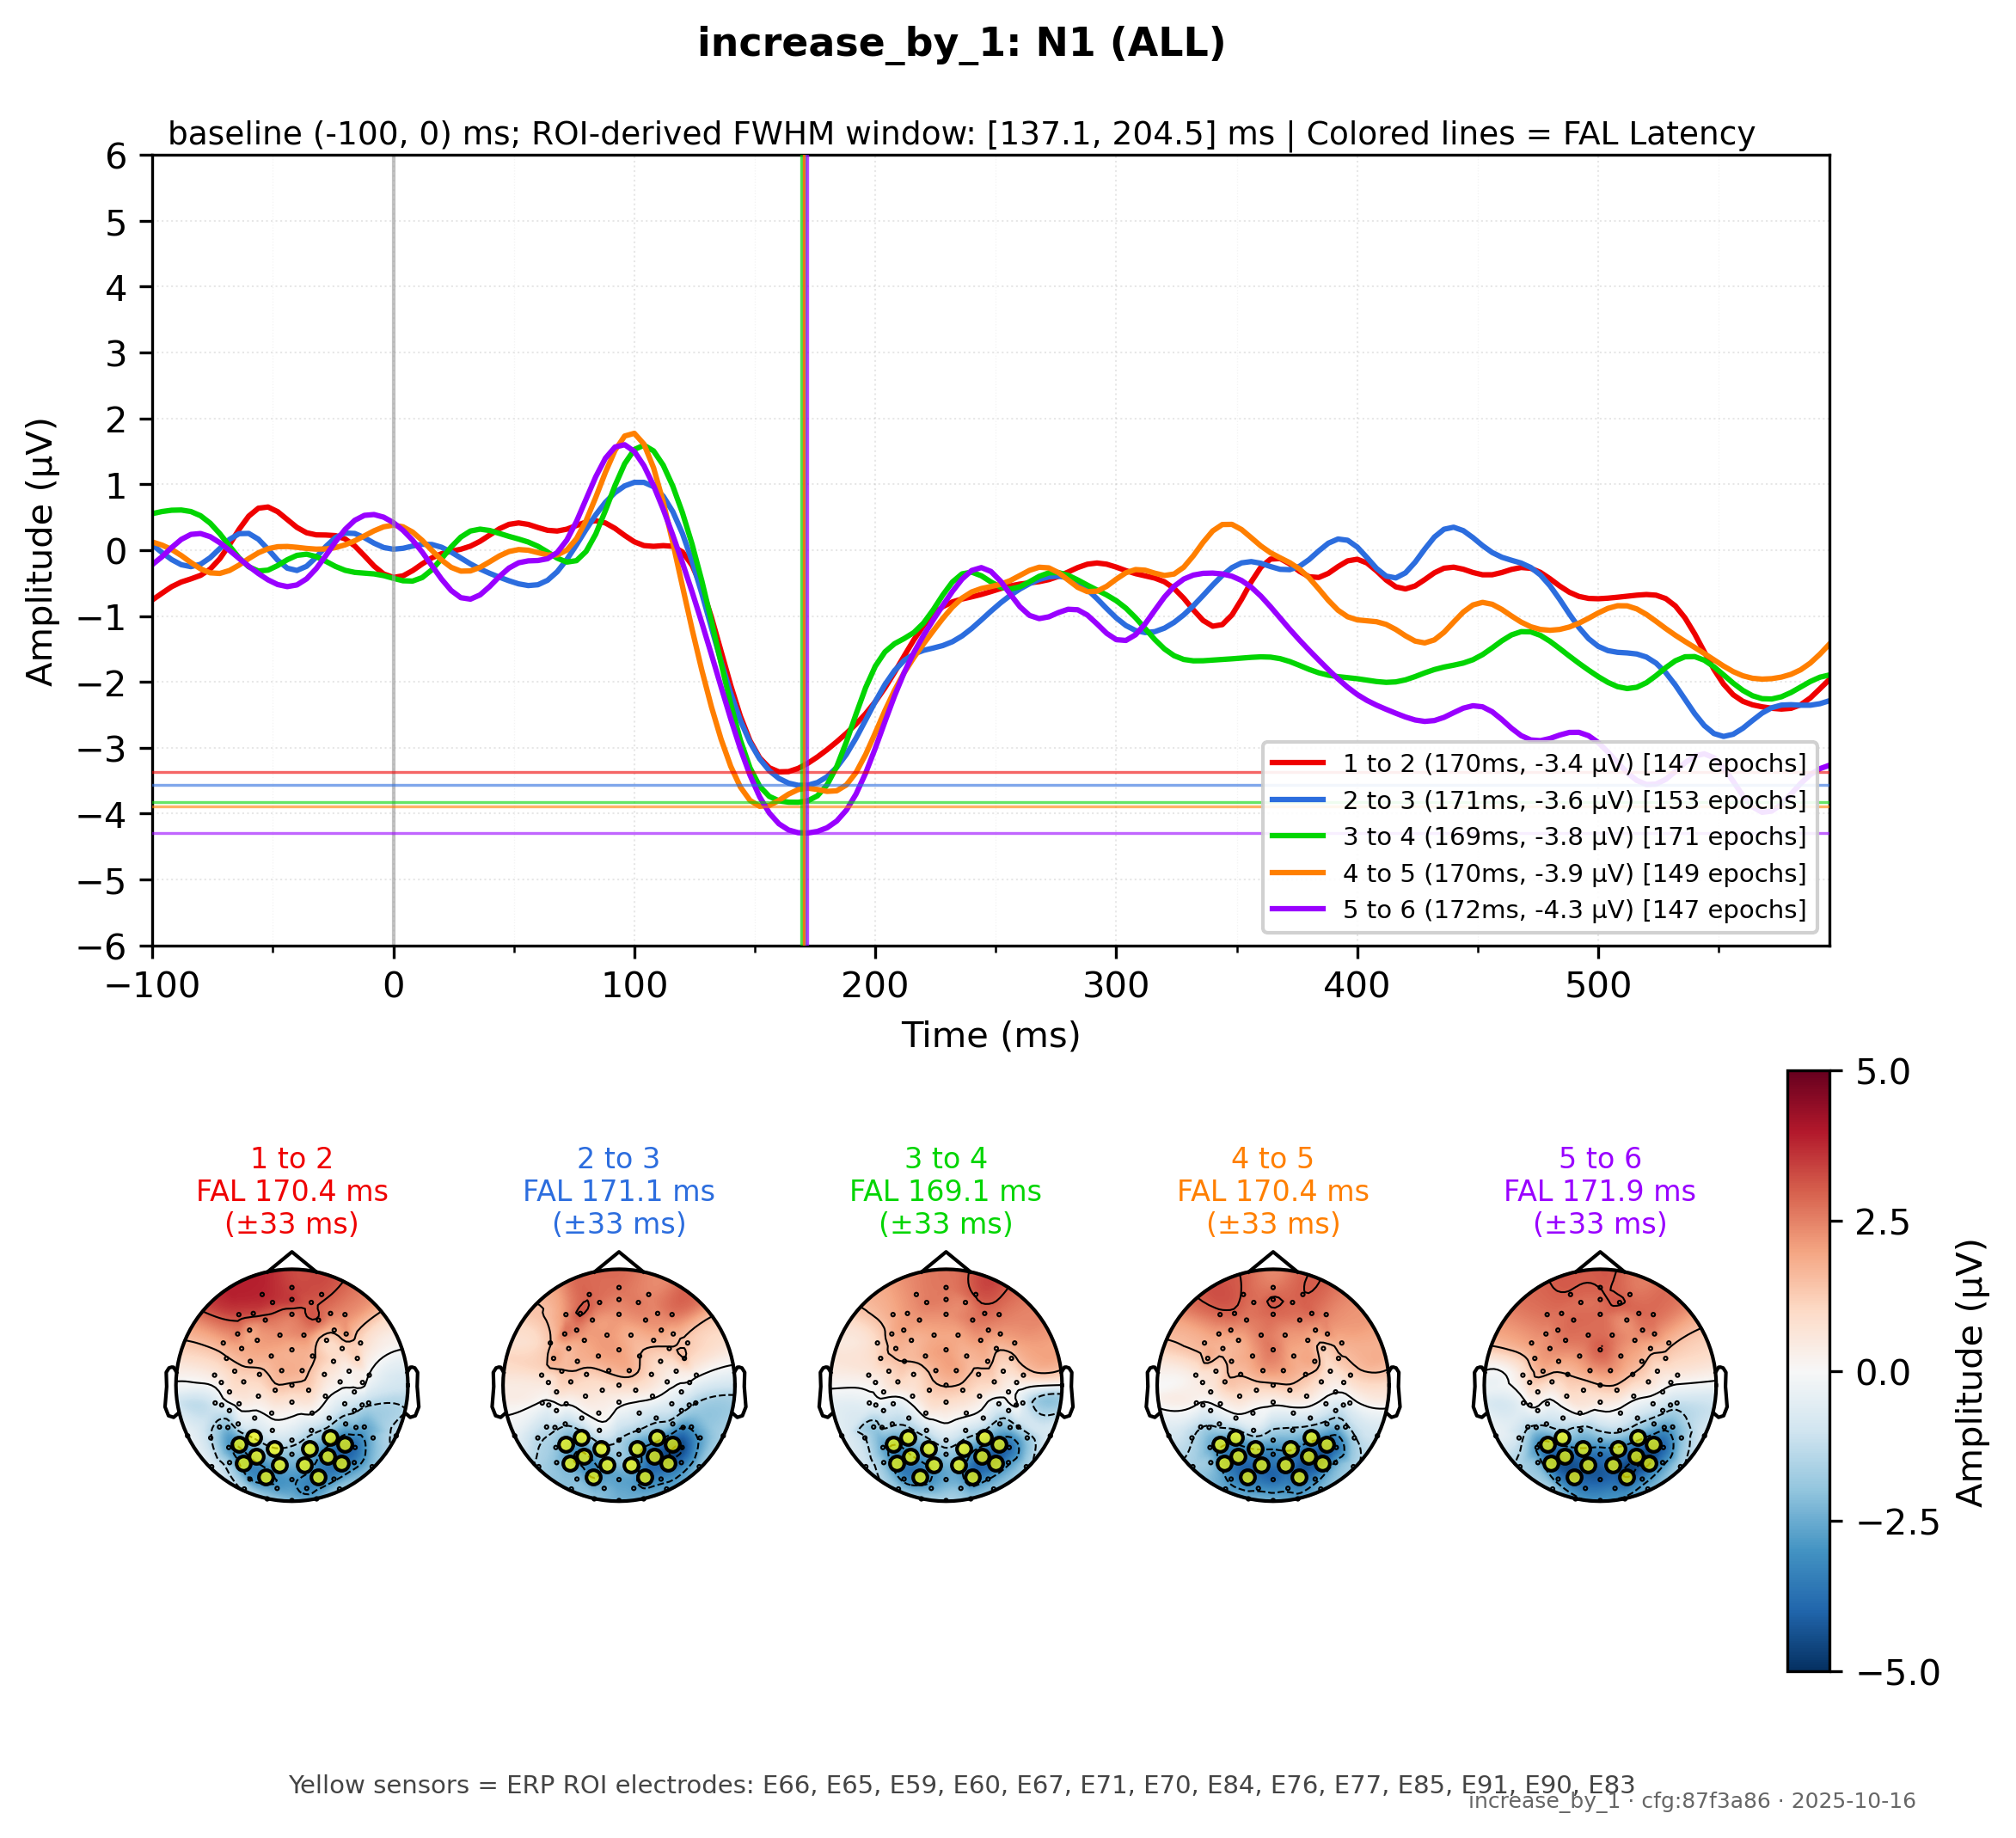 increase_by_1: N1 (ALL)
baseline (-100, 0) ms; ROI-derived FWHM window: [137.1, 204.5] ms | Colored lines = FAL Latency
6
5
4
3
2
1
0
−1
−2
−3
−4
−5
−6
Amplitude (µV)
1 to 2 (170ms, -3.4 µV) [147 epochs]
2 to 3 (171ms, -3.6 µV) [153 epochs]
3 to 4 (169ms, -3.8 µV) [171 epochs]
4 to 5 (170ms, -3.9 µV) [149 epochs]
5 to 6 (172ms, -4.3 µV) [147 epochs]
−100 0 100 200 300 400 500
Time (ms)
1 to 2
FAL 170.4 ms
(±33 ms)
2 to 3
FAL 171.1 ms
(±33 ms)
3 to 4
FAL 169.1 ms
(±33 ms)
4 to 5
FAL 170.4 ms
(±33 ms)
5 to 6
FAL 171.9 ms
(±33 ms)
5.0
2.5
0.0
−2.5
−5.0
Amplitude (µV)
Yellow sensors = ERP ROI electrodes: E66, E65, E59, E60, E67, E71, E70, E84, E76, E77, E85, E91, E90, E83
increase_by_1 · cfg:87f3a86 · 2025-10-16